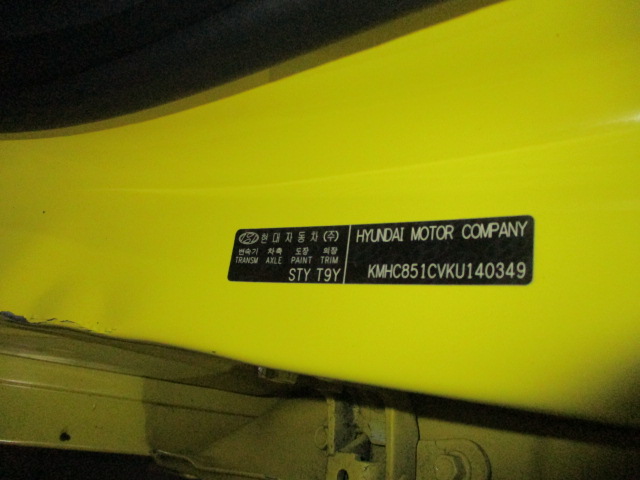 현대자동차(주)
변속기 차축 도장 의장
TRANSM AXLE PAINT TRIM
STY T9Y
HYUNDAI MOTOR COMPANY
KMHC851CVKU140349